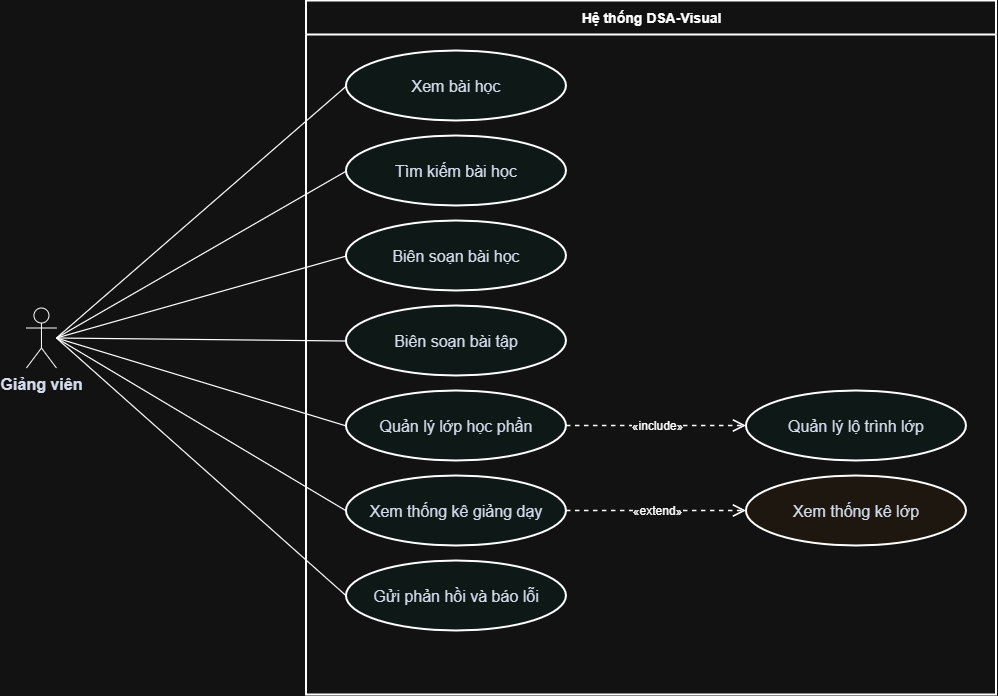 Hệ thống DSA-Visual
Xem bài học
Tìm kiếm bài học
Biên soạn bài học
Biên soạn bài tập
Giảng viên
Quản lý lớp học phần
«include»
Quản lý lộ trình lớp
Xem thống kê giảng dạy
«extend»
Xem thống kê lớp
Gửi phản hồi và báo lỗi